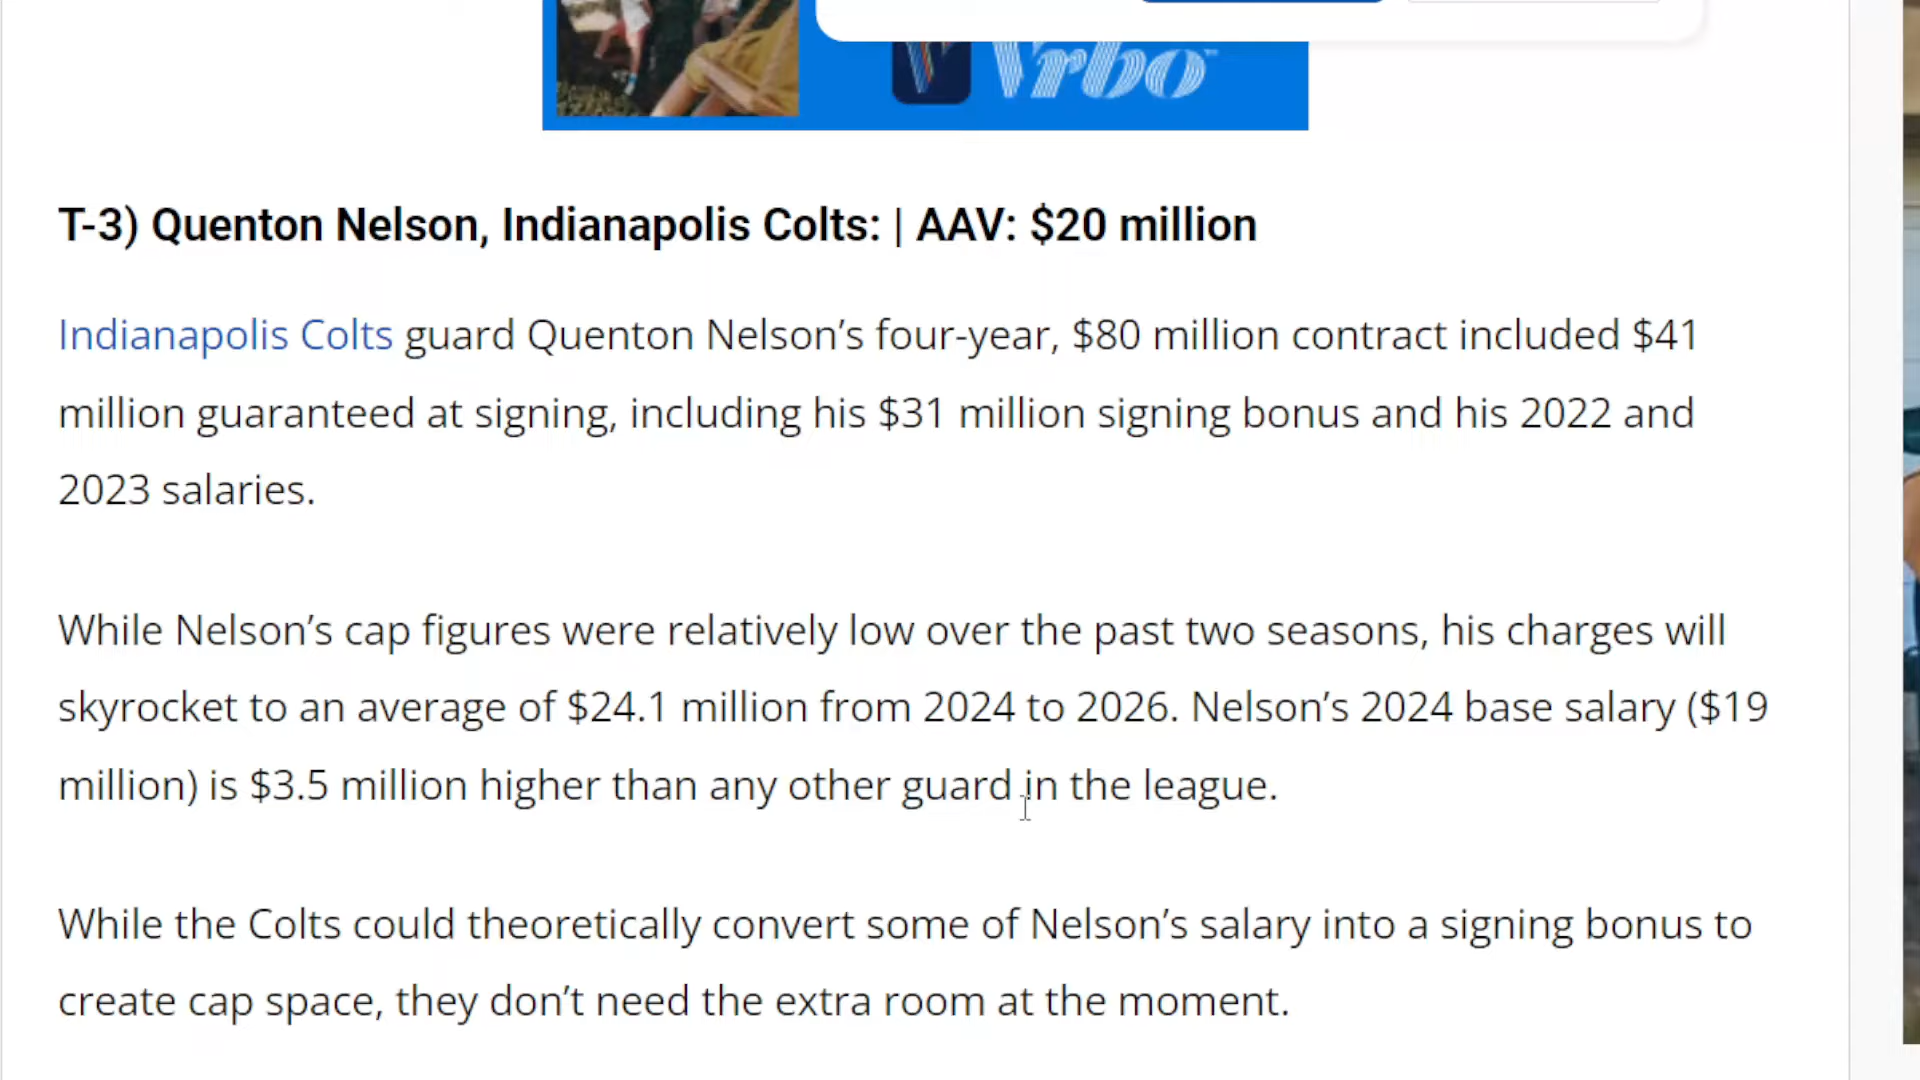 Vrbo
T-3) Quenton Nelson, Indianapolis Colts: | AAV: $20 million
Indianapolis Colts guard Quenton Nelson’s four-year, $80 million contract included $41
million guaranteed at signing, including his $31 million signing bonus and his 2022 and
2023 salaries.
While Nelson’s cap figures were relatively low over the past two seasons, his charges will
skyrocket to an average of $24.1 million from 2024 to 2026. Nelson’s 2024 base salary ($19
million) is $3.5 million higher than any other guard in the league.
While the Colts could theoretically convert some of Nelson’s salary into a signing bonus to
create cap space, they don’t need the extra room at the moment.